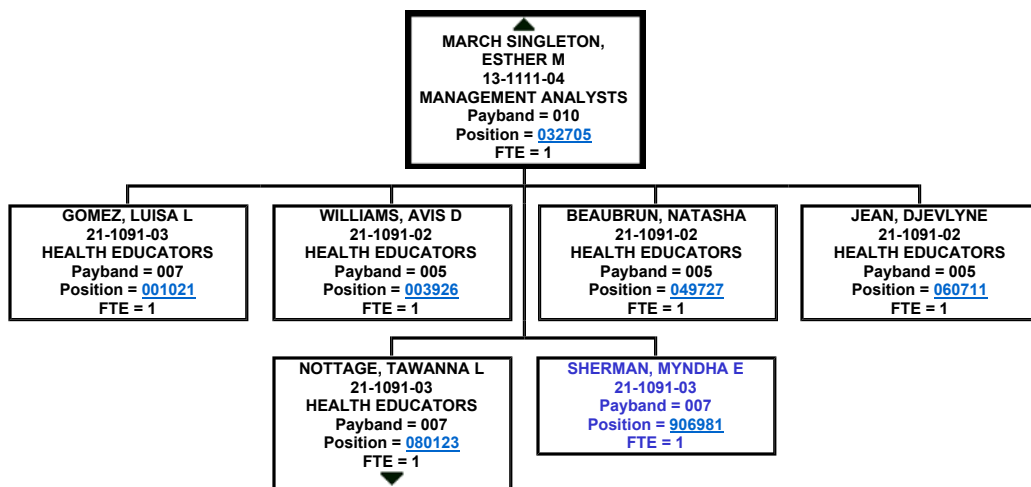 MARCH SINGLETON,
ESTHER M
13-1111-04
MANAGEMENT ANALYSTS
Payband = 010
Position = 032705
FTE = 1
GOMEZ, LUISA L
21-1091-03
HEALTH EDUCATORS
Payband = 007
Position = 001021
FTE = 1
WILLIAMS, AVIS D
21-1091-02
HEALTH EDUCATORS
Payband = 005
Position = 003926
FTE = 1
BEAUBRUN, NATASHA
21-1091-02
HEALTH EDUCATORS
Payband = 005
Position = 049727
FTE = 1
JEAN, DJEVLYNE
21-1091-02
HEALTH EDUCATORS
Payband = 005
Position = 060711
FTE = 1
NOTTAGE, TAWANNA L
21-1091-03
HEALTH EDUCATORS
Payband = 007
Position = 080123
FTE = 1
SHERMAN, MYNDHA E
21-1091-03
Payband = 007
Position = 906981
FTE = 1